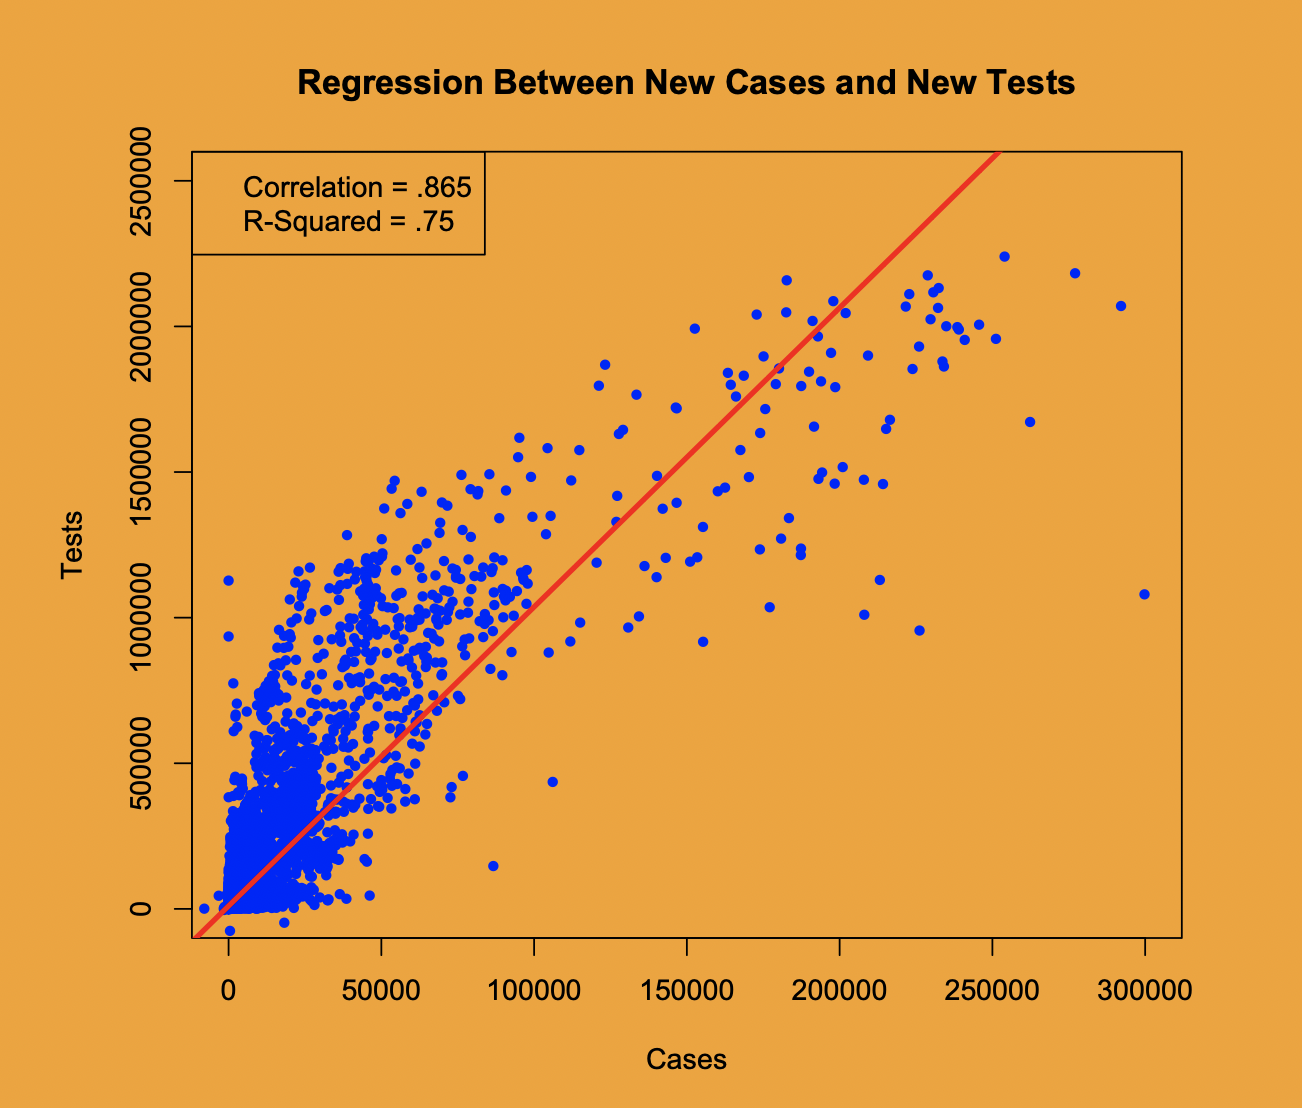 Regression Between New Cases and New Tests
Correlation = .865
R-Squared = .75
2500000
2000000
1500000
1000000
500000
0
Tests
0 50000 100000 150000 200000 250000 300000
Cases